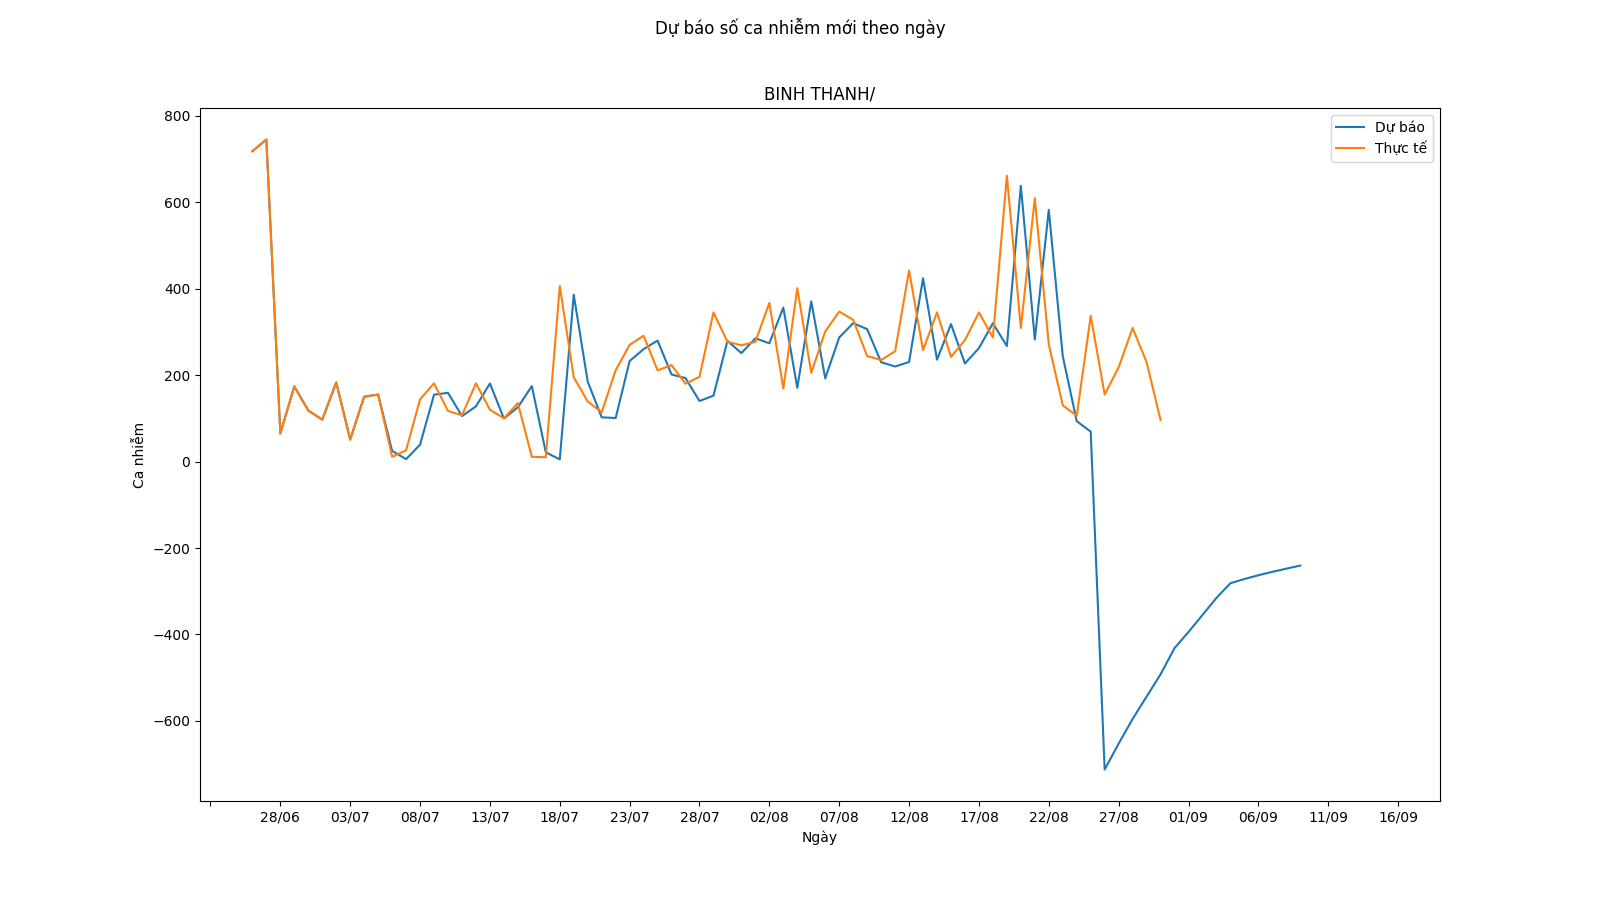 Dự báo số ca nhiễm mới theo ngày
BINH THANH/
800
600
400
200
0
−200
−400
−600
Ca nhiễm
Dự báo
Thực tế
28/06 03/07 08/07 13/07 18/07 23/07 28/07 02/08 07/08 12/08 17/08 22/08 27/08 01/09 06/09 11/09 16/09
Ngày